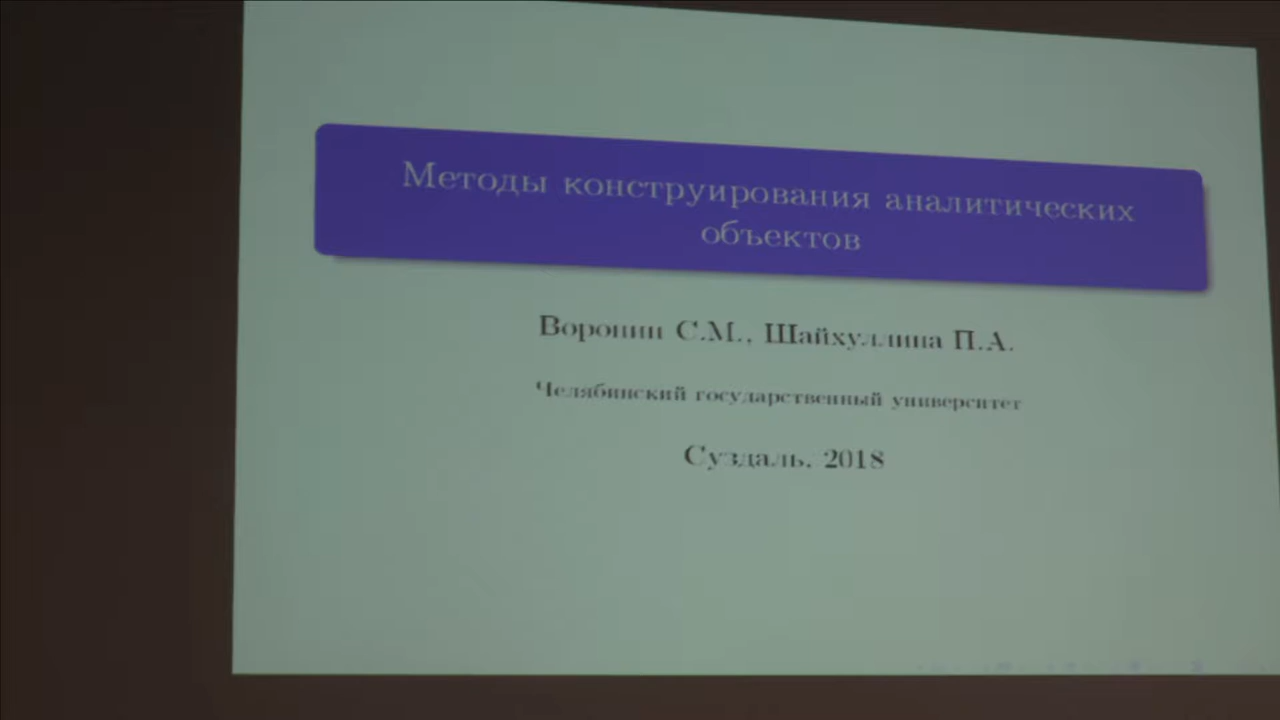 Методы конструирования аналитических
объектов
Воронин С.М., Шайхуллина П.А.
Челябинский государственный университет
Суздаль, 2018